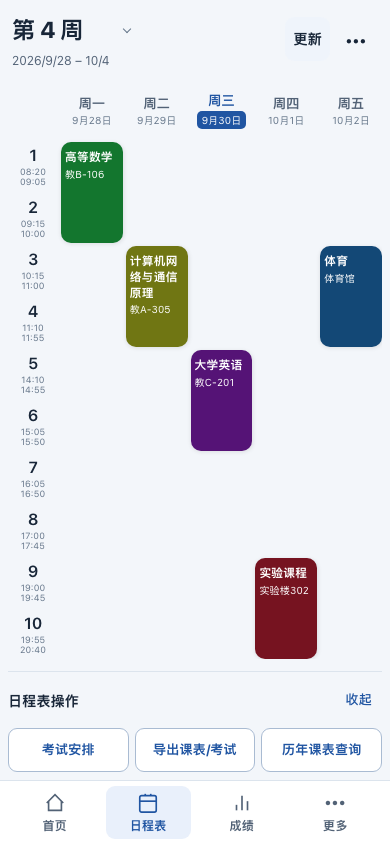 第 4 周
更新
2026/9/28 – 10/4
周一 周二 周三 周四 周五
9月28日 9月29日 9月30日 10月1日 10月2日
1
08:20
09:05
高等数学
教B-106
2
09:15
10:00
3
10:15
11:00
计算机网
络与通信
原理
教A-305
体育
体育馆
4
11:10
11:55
5
14:10
14:55
大学英语
教C-201
6
15:05
15:50
7
16:05
16:50
8
17:00
17:45
9
19:00
19:45
实验课程
实验楼302
10
19:55
20:40
日程表操作 收起
考试安排 导出课表/考试 历年课表查询
首页 日程表 成绩 更多